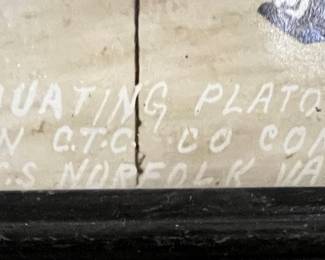 UATING PLATO
N C.T.C. CO CO
S NORFOLK VA